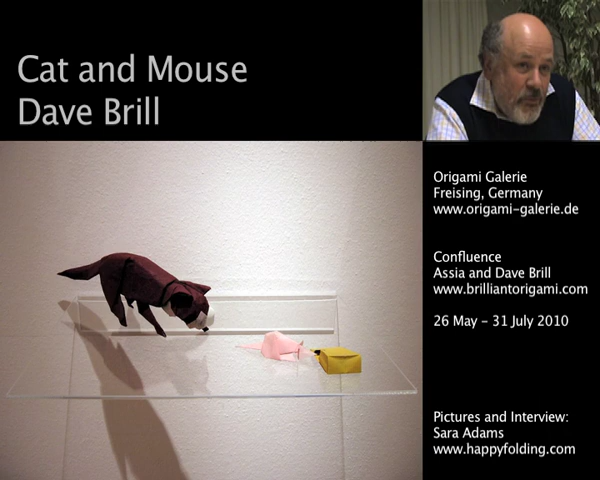 Cat and Mouse
Dave Brill
Origami Galerie
Freising, Germany
www.origami-galerie.de
Confluence
Assia and Dave Brill
www.brilliantorigami.com
26 May – 31 July 2010
Pictures and Interview:
Sara Adams
www.happyfolding.com